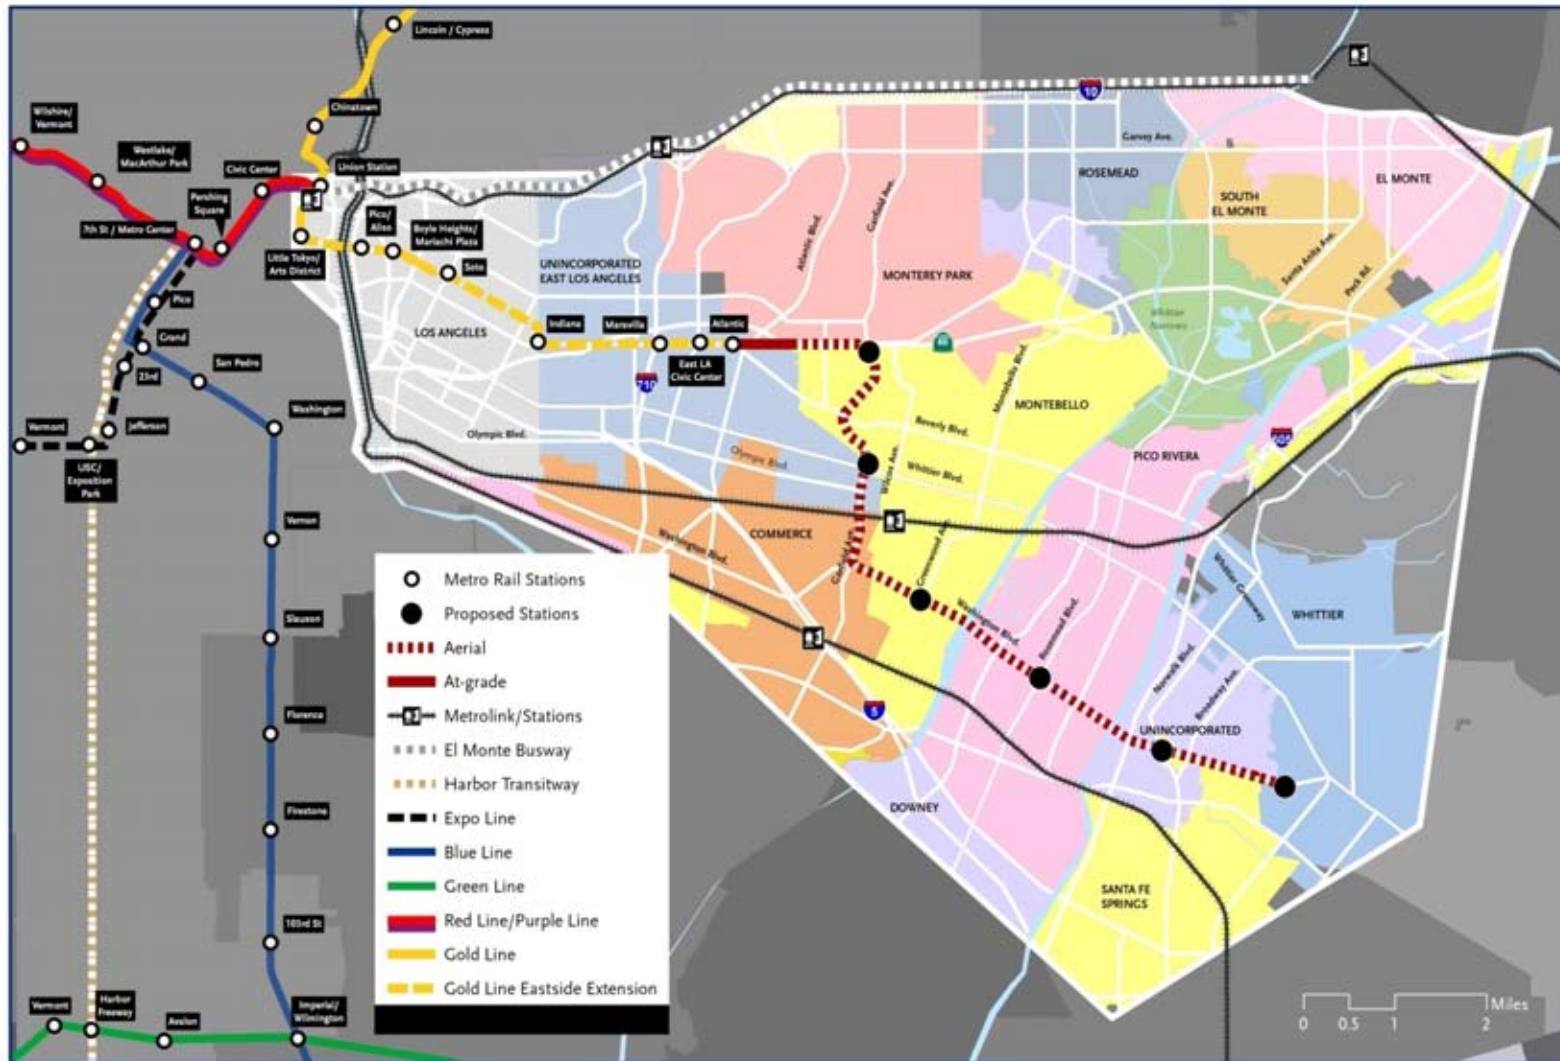 Lincoln / Cypress
Chinatown
Wilshire/
Vermont
Westlake/
MacArthur Park
Civic Center
Union Station
Pershing
Square
7th St / Metro Center
Pico/
Aliso
Boyle Heights/
Mariachi Plaza
Little Tokyo/
Arts District
Soto
Pico
Grand
23rd
San Pedro
Jefferson
Vermont
USC/
Exposition
Park
Washington
Vernon
Slauson
Florence
Firestone
103rd St
Imperial/
Wilmington
Vermont
Harbor
Freeway
Avalon
LOS ANGELES
Indiana
Maravilla
Atlantic
East LA
Civic Center
UNINCORPORATED
EAST LOS ANGELES
710
Olympic Blvd.
Olympic Blvd.
10
Garvey Ave.
ROSEMEAD
SOUTH
EL MONTE
EL MONTE
Atlantic Blvd.
Garfield Ave.
MONTEREY PARK
Santa Anita Ave.
Peck Rd.
Whittier
Narrows
60
Montebello Blvd.
MONTEBELLO
Beverly Blvd.
Whittier Blvd.
Wilcox Ave.
605
PICO RIVERA
COMMERCE
Washington Blvd.
Garfield Ave.
Greenwood Ave.
Washington Blvd.
Rosemead Blvd.
Whittier Greenway
WHITTIER
Norwalk Blvd.
Broadway Ave.
UNINCORPORATED
5
DOWNEY
SANTA FE
SPRINGS
Metro Rail Stations
Proposed Stations
Aerial
At-grade
Metrolink/Stations
El Monte Busway
Harbor Transitway
Expo Line
Blue Line
Green Line
Red Line/Purple Line
Gold Line
Gold Line Eastside Extension
Miles
0 0.5 1 2